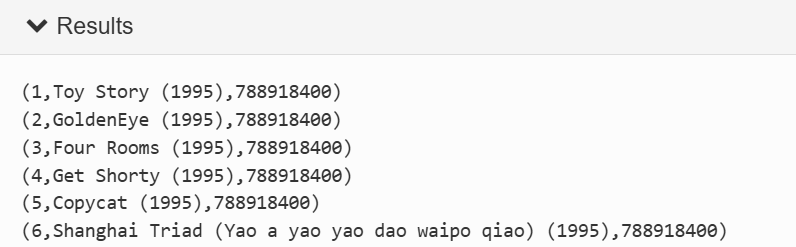 Results
(1,Toy Story (1995),788918400)
(2,GoldenEye (1995),788918400)
(3,Four Rooms (1995),788918400)
(4,Get Shorty (1995),788918400)
(5,Copycat (1995),788918400)
(6,Shanghai Triad (Yao a yao yao dao waipo qiao) (1995),788918400)